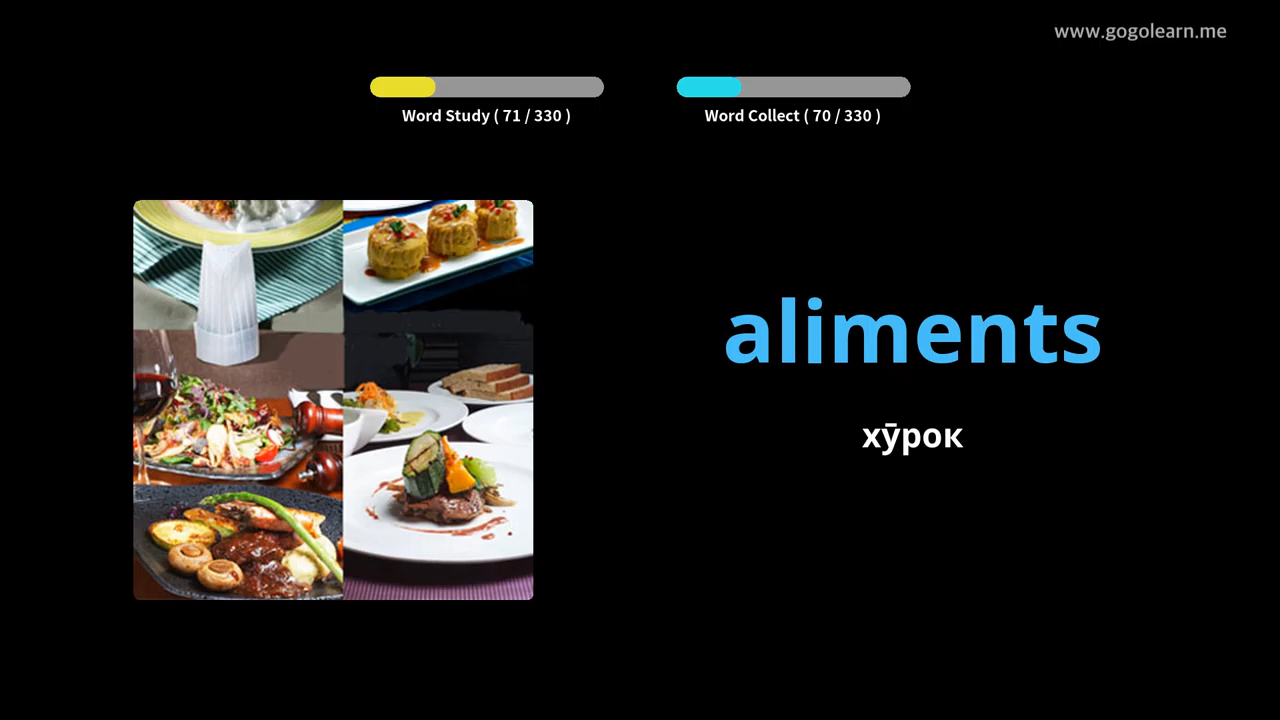 www.gogolearn.me
Word Study ( 71 / 330 )
Word Collect ( 70 / 330 )
aliments
хӯрок